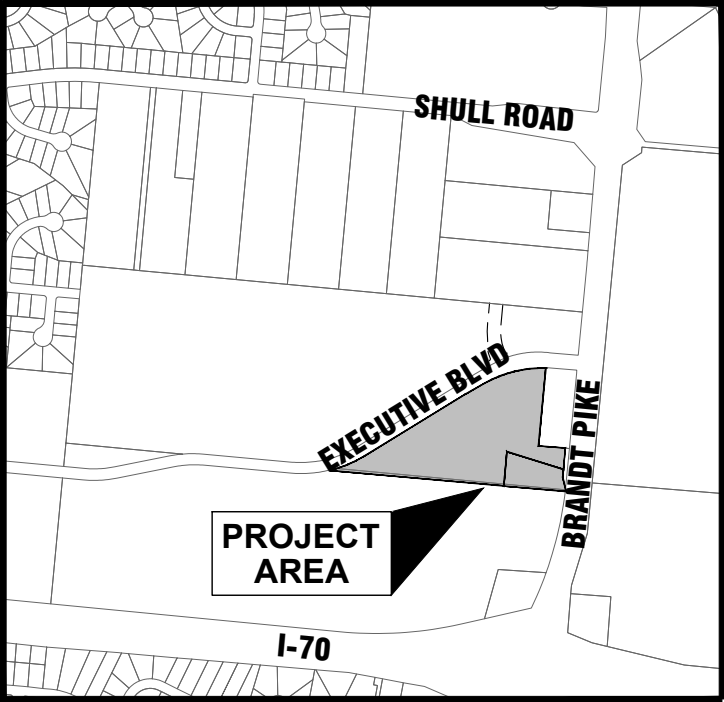 SHULL ROAD
EXECUTIVE BLVD
BRANDT PIKE
PROJECT
AREA
I-70